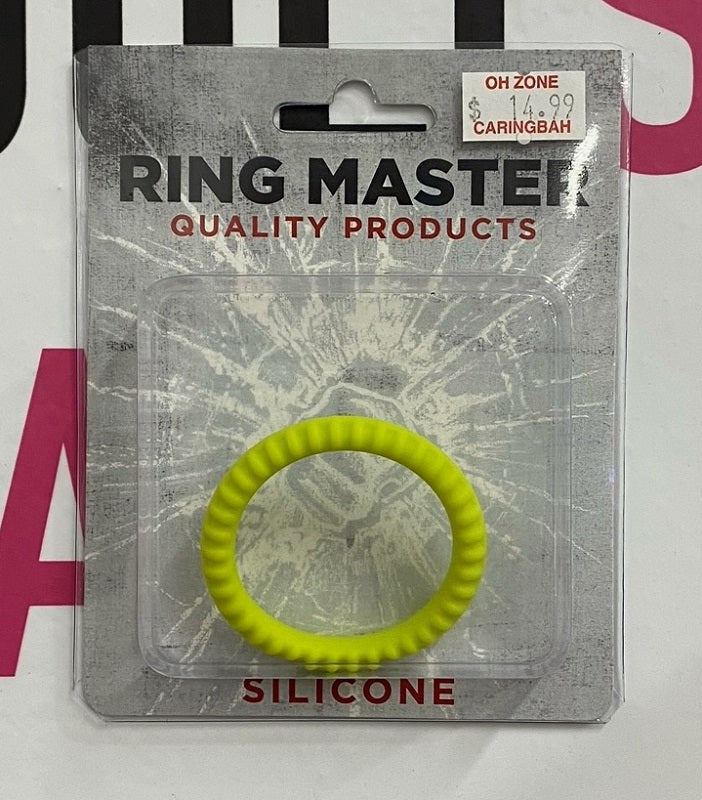 OH ZONE
$ 14.99
CARINGBAH
RING MASTER
QUALITY PRODUCTS
SILICONE